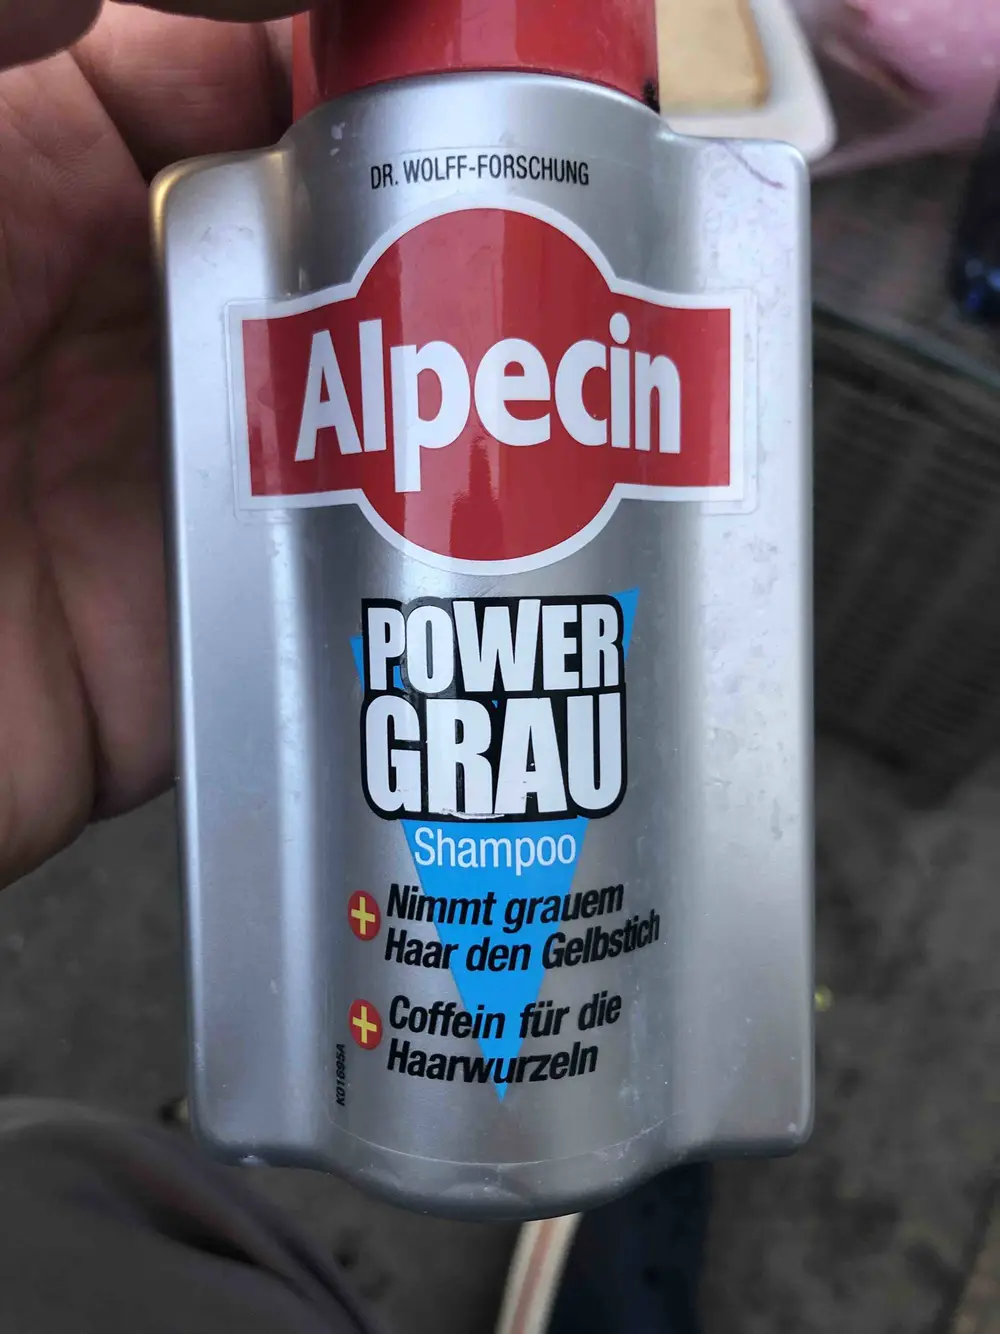 DR. WOLFF-FORSCHUNG
Alpecin
POWER
GRAU
Shampoo
Nimmt grauem
Haar den Gelbstich
Coffein für die
Haarwurzeln
K01695A